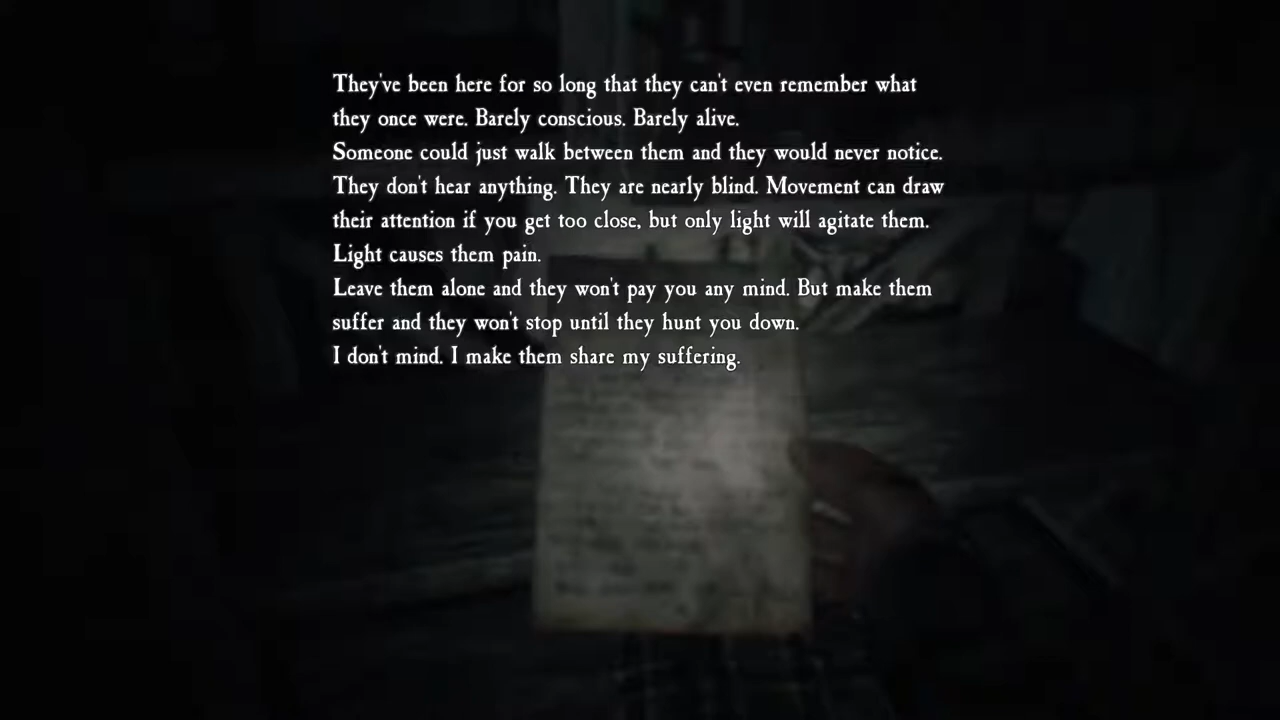 They've been here for so long that they can't even remember what
they once were. Barely conscious. Barely alive.
Someone could just walk between them and they would never notice.
They don't hear anything. They are nearly blind. Movement can draw
their attention if you get too close, but only light will agitate them.
Light causes them pain.
Leave them alone and they won't pay you any mind. But make them
suffer and they won't stop until they hunt you down.
I don't mind. I make them share my suffering.